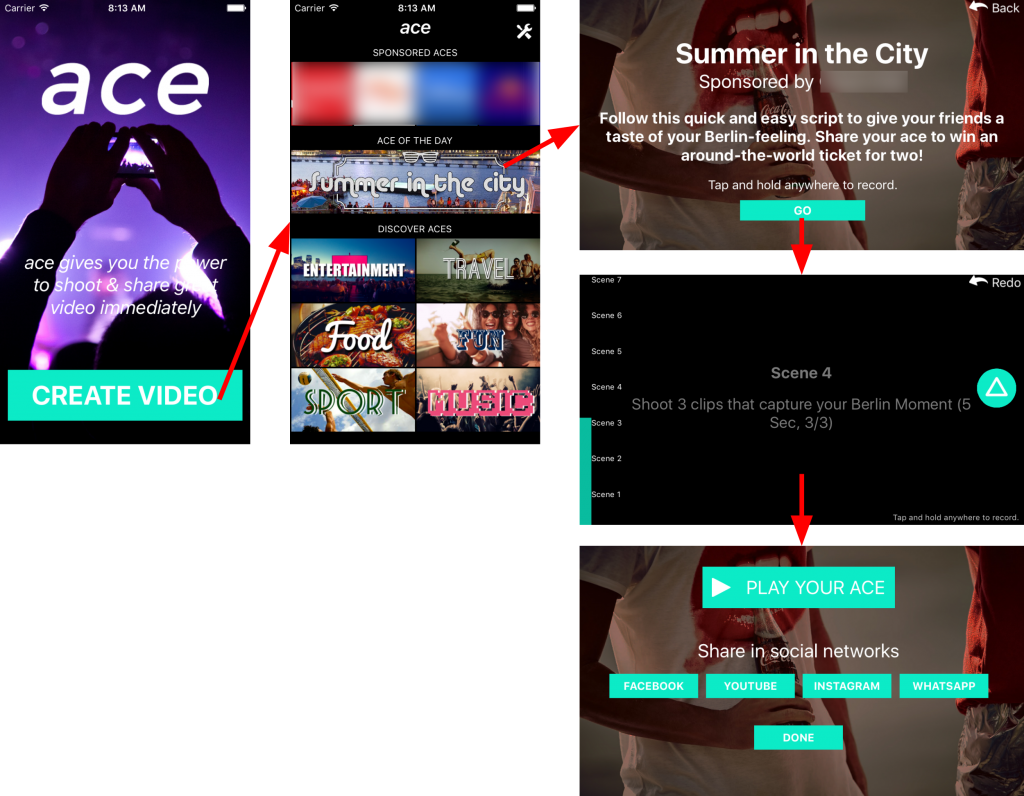 Carrier 8:13 AM
ace
ace gives you the power
to shoot & share great
video immediately
CREATE VIDEO
Carrier 8:13 AM
ace
SPONSORED ACES
ACE OF THE DAY
Summer in the city
DISCOVER ACES
ENTERTAINMENT
TRAVEL
Food
FUN
SPORT
MUSIC
Back
Summer in the City
Sponsored by
Follow this quick and easy script to give your friends a
taste of your Berlin-feeling. Share your ace to win an
around-the-world ticket for two!
Tap and hold anywhere to record.
GO
Redo
Scene 7
Scene 6
Scene 5
Scene 4
Scene 3
Scene 2
Scene 1
Scene 4
Shoot 3 clips that capture your Berlin Moment (5
Sec, 3/3)
Tap and hold anywhere to record.
PLAY YOUR ACE
Share in social networks
FACEBOOK
YOUTUBE
INSTAGRAM
WHATSAPP
DONE